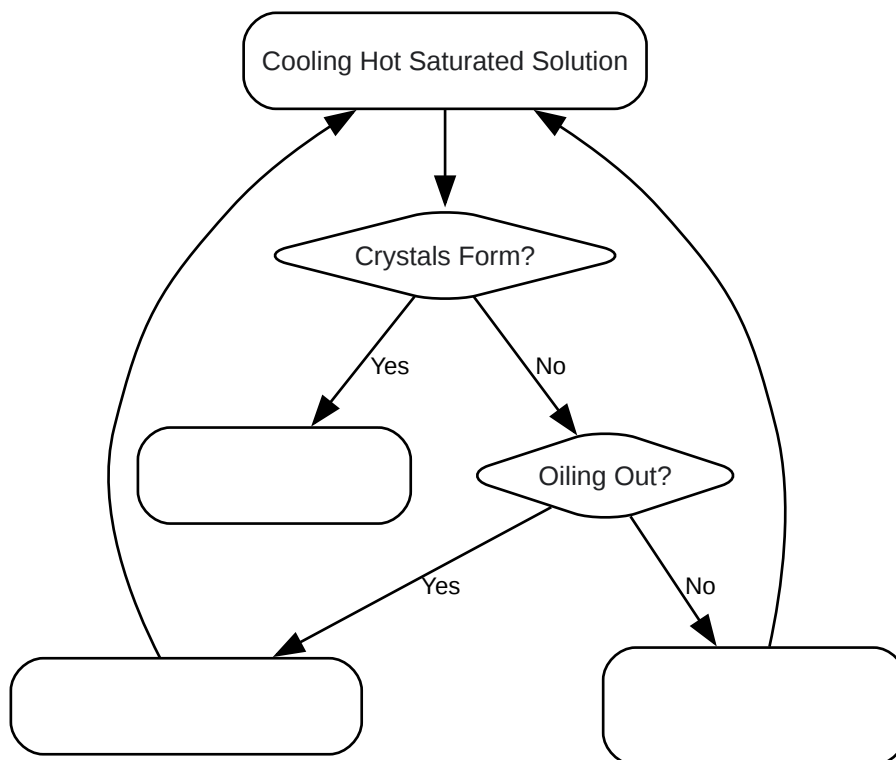 Cooling Hot Saturated Solution
Crystals Form?
Yes
No
Oiling Out?
Yes
No